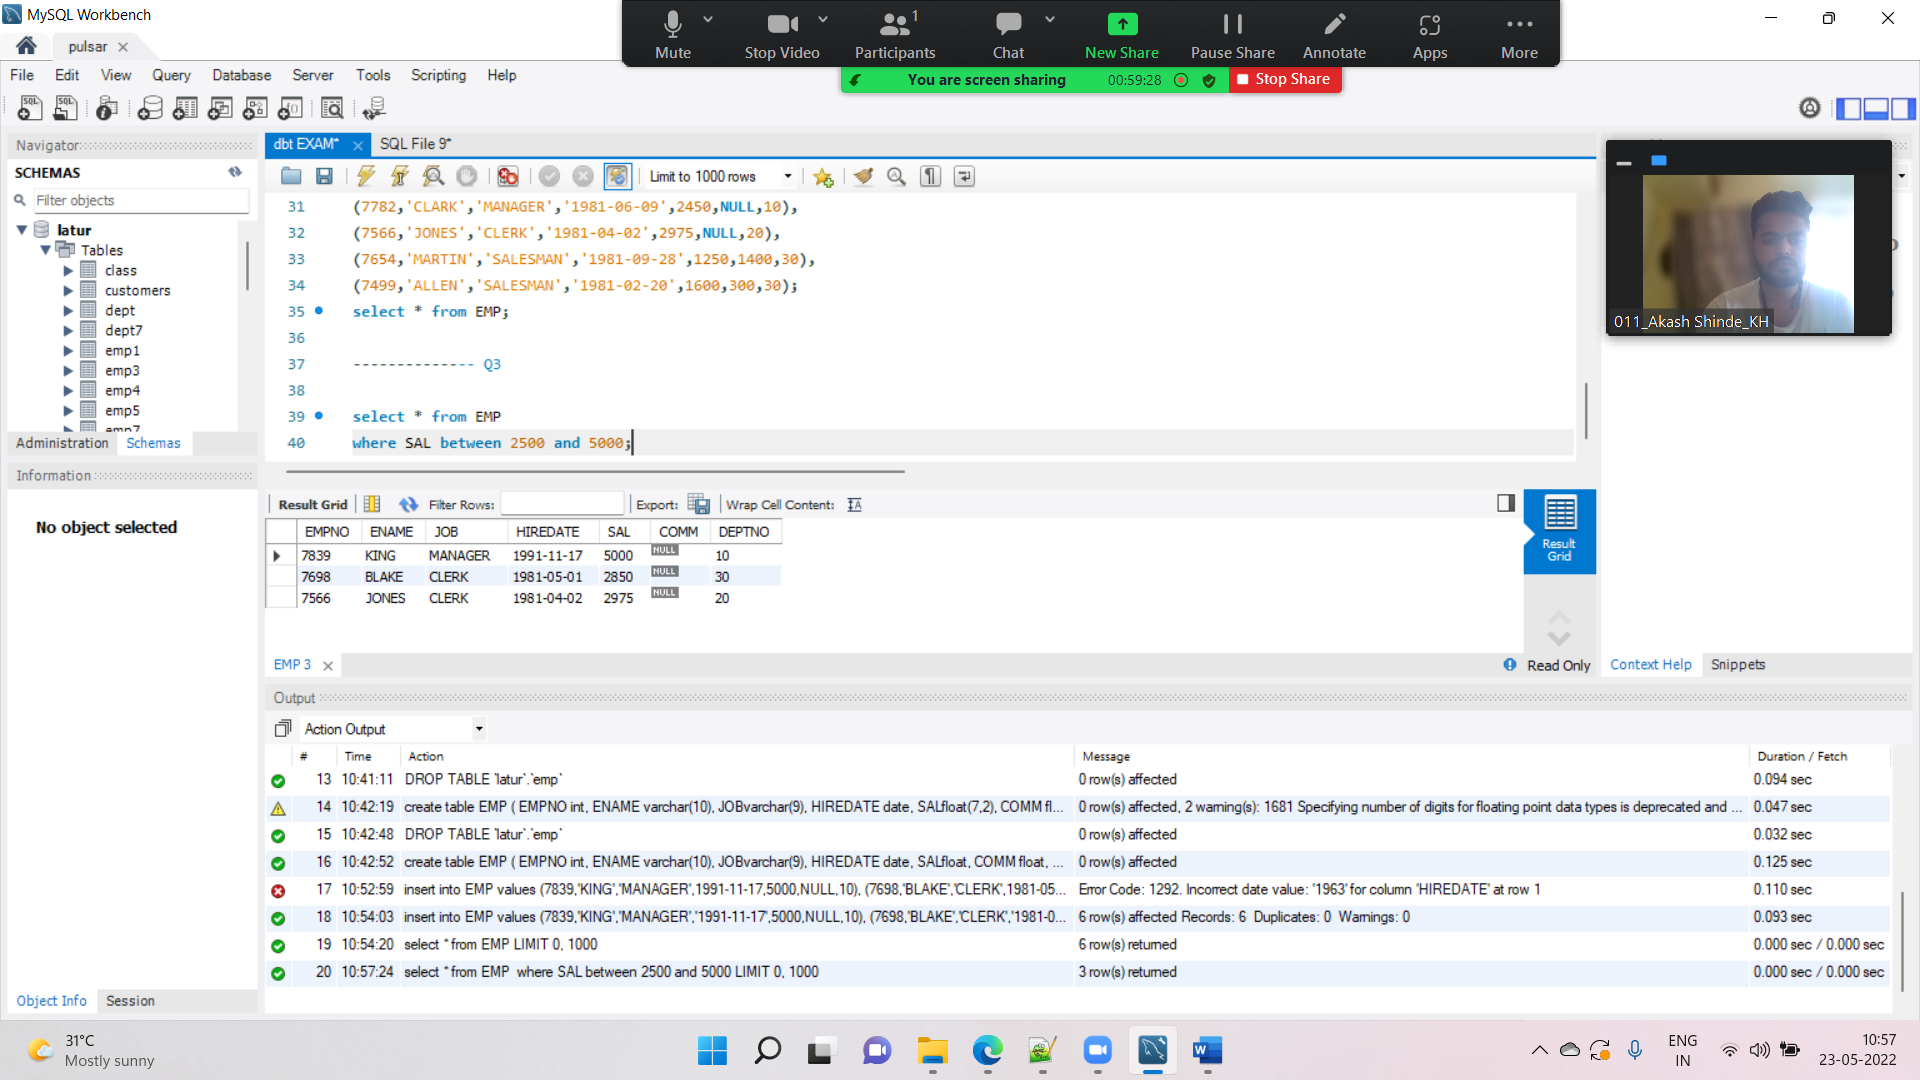 MySQL Workbench
pulsar
File Edit View Query Database Server Tools Scripting Help
Mute Stop Video Participants 1 Chat New Share Pause Share Annotate Apps More
You are screen sharing 00:59:28 Stop Share
Navigator
SCHEMAS
Filter objects
latur
Tables
class
customers
dept
dept7
emp1
emp3
emp4
emp5
emp7
Administration Schemas
Information
No object selected
Object Info Session
dbt EXAM* SQL File 9*
Limit to 1000 rows
31 (7782,'CLARK','MANAGER','1981-06-09',2450,NULL,10),
32 (7566,'JONES','CLERK','1981-04-02',2975,NULL,20),
33 (7654,'MARTIN','SALESMAN','1981-09-28',1250,1400,30),
34 (7499,'ALLEN','SALESMAN','1981-02-20',1600,300,30);
35 select * from EMP;
36
37 -------------- Q3
38
39 select * from EMP
40 where SAL between 2500 and 5000;
Result Grid Filter Rows: Export: Wrap Cell Content:
EMPNO ENAME JOB HIREDATE SAL COMM DEPTNO
7839 KING MANAGER 1991-11-17 5000 NULL 10
7698 BLAKE CLERK 1981-05-01 2850 NULL 30
7566 JONES CLERK 1981-04-02 2975 NULL 20
Result
Grid
EMP 3
Read Only
Context Help Snippets
011_Akash Shinde_KH
Output
Action Output
# Time Action Message Duration / Fetch
13 10:41:11 DROP TABLE `latur`.`emp` 0 row(s) affected 0.094 sec
14 10:42:19 create table EMP ( EMPNO int, ENAME varchar(10), JOBvarchar(9), HIREDATE date, SALfloat(7,2), COMM fl... 0 row(s) affected, 2 warning(s): 1681 Specifying number of digits for floating point data types is deprecated and ... 0.047 sec
15 10:42:48 DROP TABLE `latur`.`emp` 0 row(s) affected 0.032 sec
16 10:42:52 create table EMP ( EMPNO int, ENAME varchar(10), JOBvarchar(9), HIREDATE date, SALfloat, COMM float, ... 0 row(s) affected 0.125 sec
17 10:52:59 insert into EMP values (7839,'KING','MANAGER',1991-11-17,5000,NULL,10), (7698,'BLAKE','CLERK',1981-05... Error Code: 1292. Incorrect date value: '1963' for column 'HIREDATE' at row 1 0.110 sec
18 10:54:03 insert into EMP values (7839,'KING','MANAGER','1991-11-17',5000,NULL,10), (7698,'BLAKE','CLERK','1981-0... 6 row(s) affected Records: 6 Duplicates: 0 Warnings: 0 0.093 sec
19 10:54:20 select * from EMP LIMIT 0, 1000 6 row(s) returned 0.000 sec / 0.000 sec
20 10:57:24 select * from EMP where SAL between 2500 and 5000 LIMIT 0, 1000 3 row(s) returned 0.000 sec / 0.000 sec
31°C
Mostly sunny
ENG
IN
10:57
23-05-2022